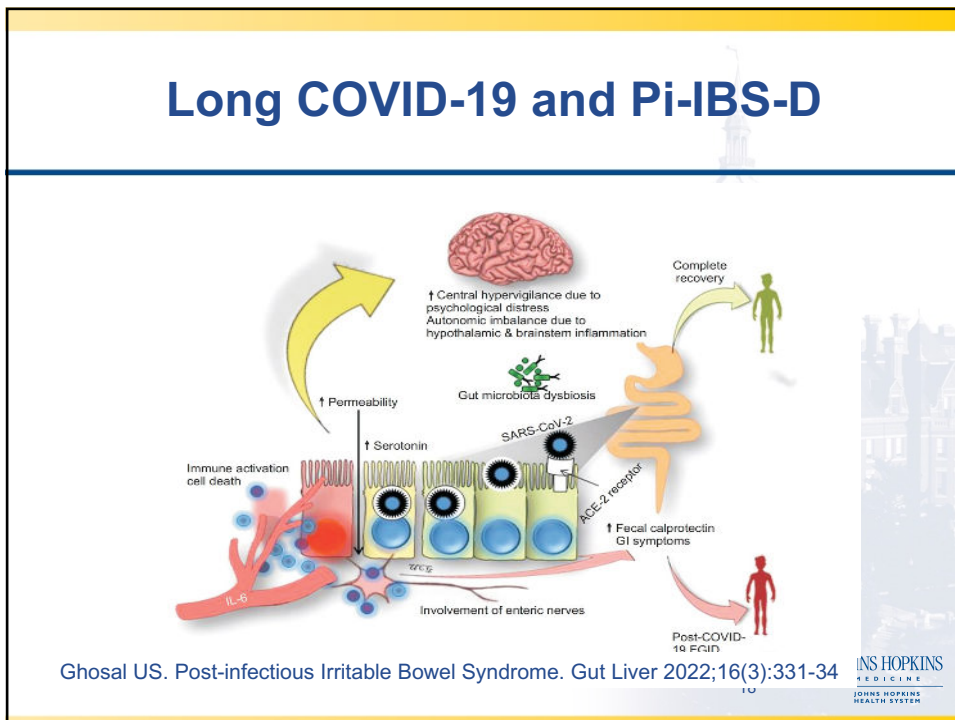 Long COVID-19 and Pi-IBS-D
↑ Central hypervigilance due to
psychological distress
Autonomic imbalance due to
hypothalamic & brainstem inflammation
Complete
recovery
Gut microbiota dysbiosis
↑ Permeability
↑ Serotonin
SARS-CoV-2
Immune activation
cell death
ACE-2 receptor
↑ Fecal calprotectin
GI symptoms
IL-6
Involvement of enteric nerves
Post-COVID-
19 FGID
Ghosal US. Post-infectious Irritable Bowel Syndrome. Gut Liver 2022;16(3):331-34
NS HOPKINS
MEDICINE
JOHNS HOPKINS
HEALTH SYSTEM